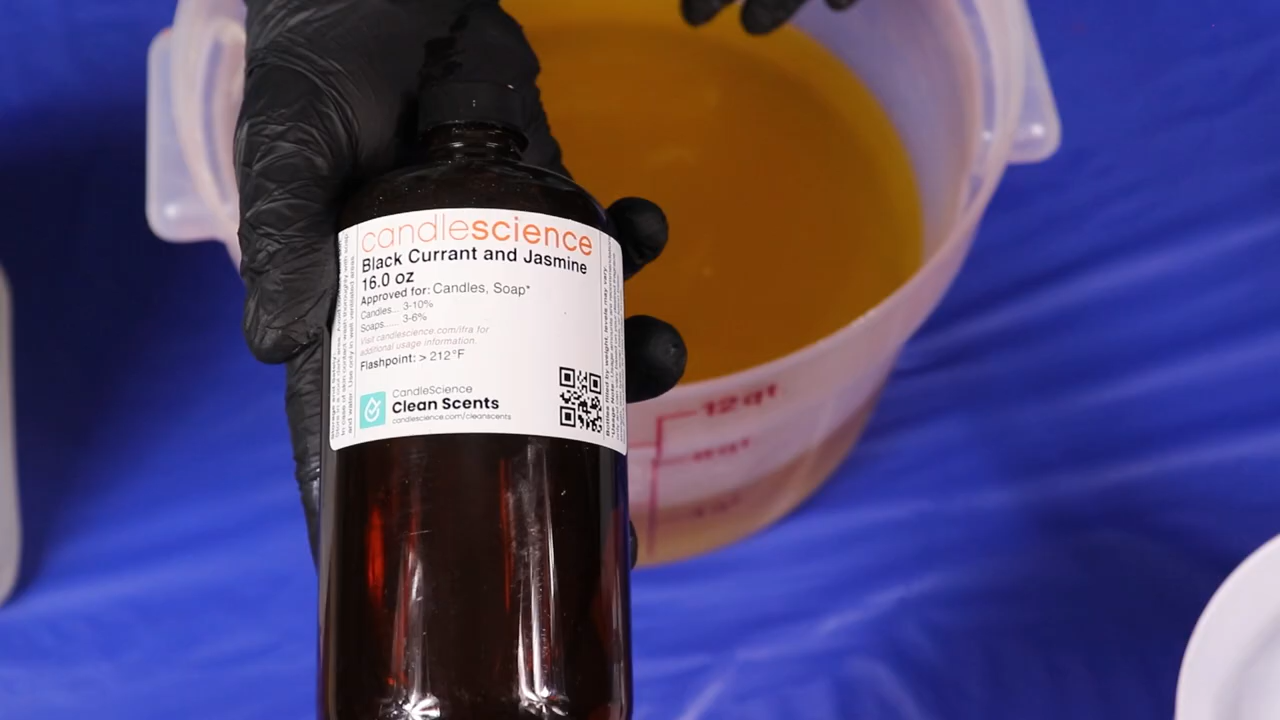 candlescience
Black Currant and Jasmine
16.0 oz
Approved for: Candles, Soap*
Candles... 3-10%
Soaps..... 3-6%
Visit candlescience.com/ifra for
additional usage information.
Flashpoint: > 212°F
CandleScience
Clean Scents
candlescience.com/cleanscents
12 qt